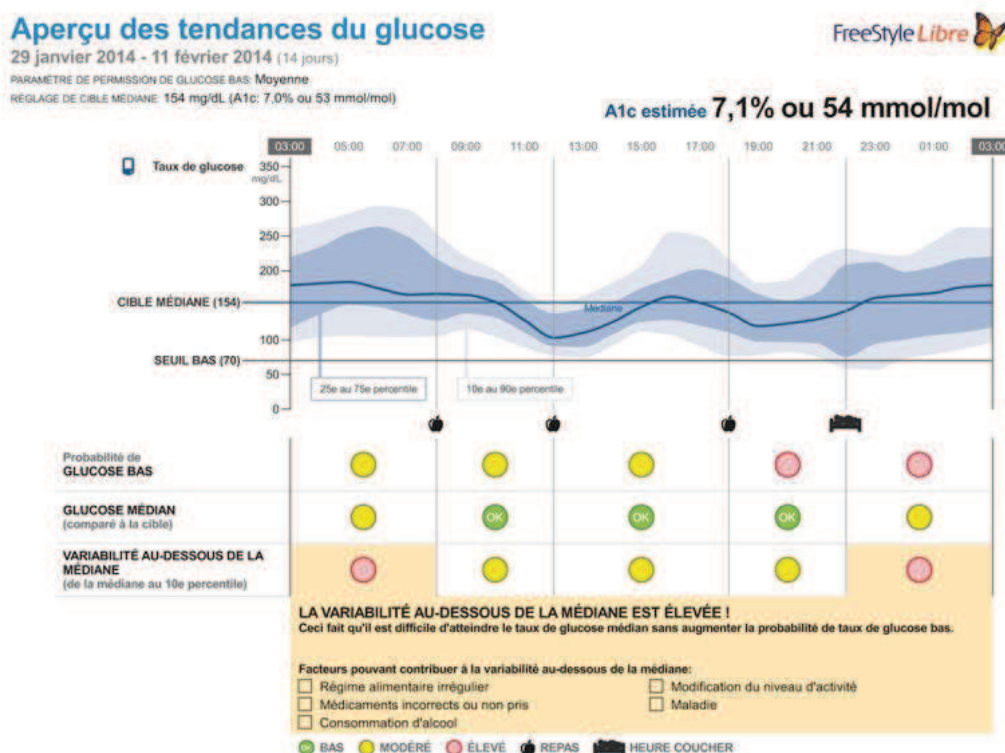 Aperçu des tendances du glucose
FreeStyle Libre
29 janvier 2014 - 11 février 2014 (14 jours)
PARAMÈTRE DE PERMISSION DE GLUCOSE BAS: Moyenne
RÉGLAGE DE CIBLE MÉDIANE: 154 mg/dL (A1c: 7,0% ou 53 mmol/mol)
A1c estimée 7,1% ou 54 mmol/mol
03:00 05:00 07:00 09:00 11:00 13:00 15:00 17:00 19:00 21:00 23:00 01:00 03:00
Taux de glucose 350
mg/dL
300
250
200
CIBLE MÉDIANE (154)
Médiane
100
SEUIL BAS (70)
50
25e au 75e percentile 10e au 90e percentile
0
Probabilité de
GLUCOSE BAS
GLUCOSE MÉDIAN
(comparé à la cible)
OK OK OK
VARIABILITÉ AU-DESSOUS DE LA
MÉDIANE
(de la médiane au 10e percentile)
LA VARIABILITÉ AU-DESSOUS DE LA MÉDIANE EST ÉLEVÉE !
Ceci fait qu'il est difficile d'atteindre le taux de glucose médian sans augmenter la probabilité de taux de glucose bas.
Facteurs pouvant contribuer à la variabilité au-dessous de la médiane:
Régime alimentaire irrégulier Modification du niveau d'activité
Médicaments incorrects ou non pris Maladie
Consommation d'alcool
OK BAS MODÉRÉ ÉLEVÉ REPAS HEURE COUCHER